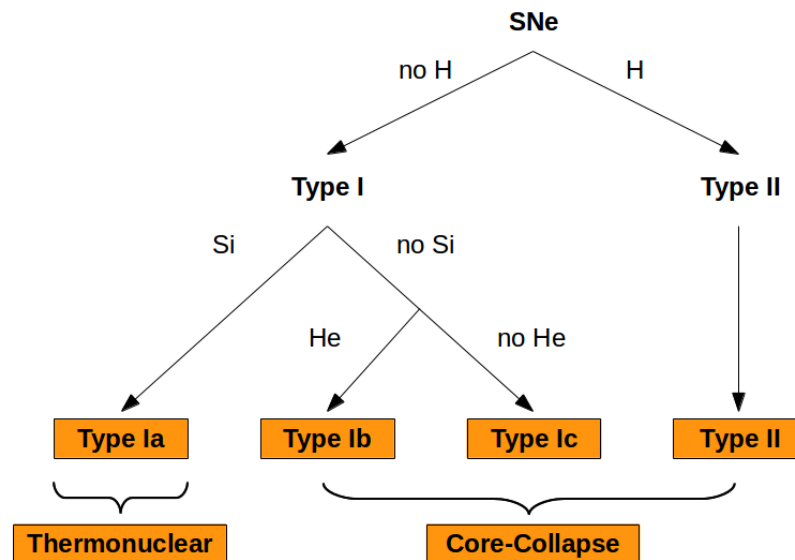 SNe
no H
H
Type I
Type II
Si
no Si
He
no He
Type Ia
Type Ib
Type Ic
Type II
Thermonuclear
Core-Collapse